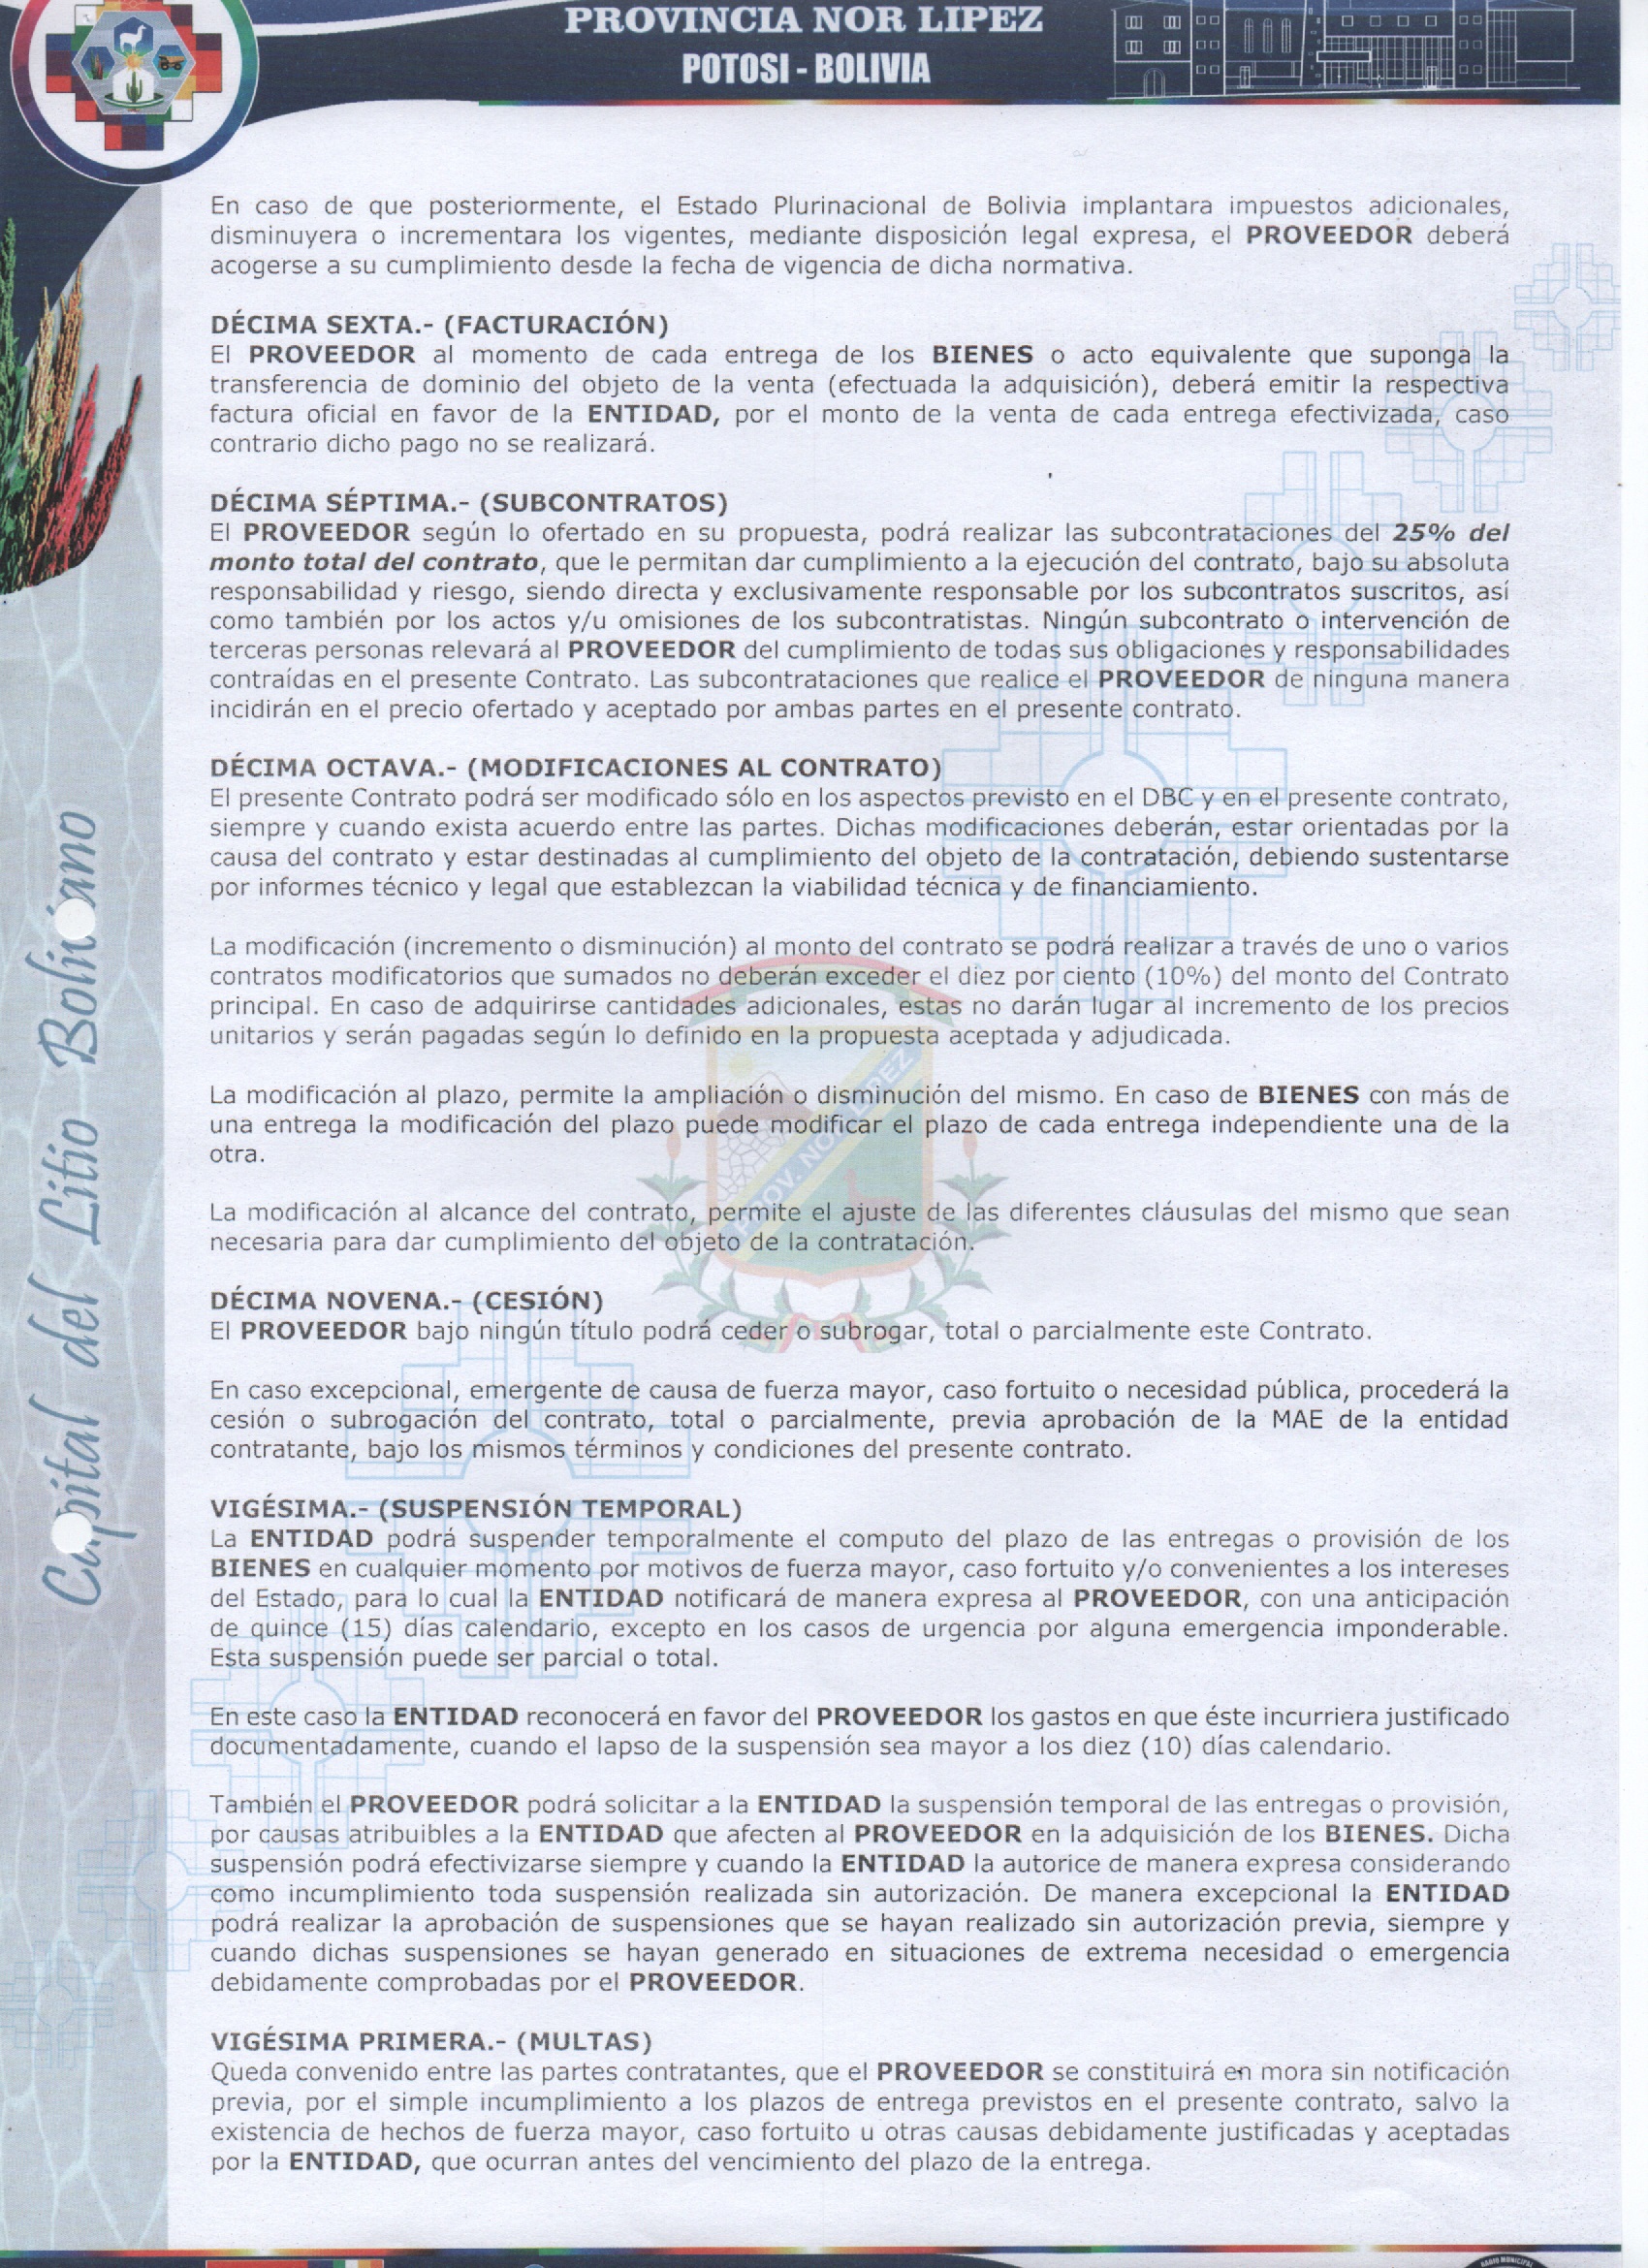 PROVINCIA NOR LIPEZ
POTOSI - BOLIVIA
En caso de que posteriormente, el Estado Plurinacional de Bolivia implantara impuestos adicionales,
disminuyera o incrementara los vigentes, mediante disposición legal expresa, el PROVEEDOR deberá
acogerse a su cumplimiento desde la fecha de vigencia de dicha normativa.
DÉCIMA SEXTA.- (FACTURACIÓN)
El PROVEEDOR al momento de cada entrega de los BIENES o acto equivalente que suponga la
transferencia de dominio del objeto de la venta (efectuada la adquisición), deberá emitir la respectiva
factura oficial en favor de la ENTIDAD, por el monto de la venta de cada entrega efectivizada, caso
contrario dicho pago no se realizará.
DÉCIMA SÉPTIMA.- (SUBCONTRATOS)
El PROVEEDOR según lo ofertado en su propuesta, podrá realizar las subcontrataciones del 25% del
monto total del contrato, que le permitan dar cumplimiento a la ejecución del contrato, bajo su absoluta
responsabilidad y riesgo, siendo directa y exclusivamente responsable por los subcontratos suscritos, así
como también por los actos y/u omisiones de los subcontratistas. Ningún subcontrato o intervención de
terceras personas relevará al PROVEEDOR del cumplimiento de todas sus obligaciones y responsabilidades
contraídas en el presente Contrato. Las subcontrataciones que realice el PROVEEDOR de ninguna manera
incidirán en el precio ofertado y aceptado por ambas partes en el presente contrato.
DÉCIMA OCTAVA.- (MODIFICACIONES AL CONTRATO)
El presente Contrato podrá ser modificado sólo en los aspectos previsto en el DBC y en el presente contrato,
siempre y cuando exista acuerdo entre las partes. Dichas modificaciones deberán, estar orientadas por la
causa del contrato y estar destinadas al cumplimiento del objeto de la contratación, debiendo sustentarse
por informes técnico y legal que establezcan la viabilidad técnica y de financiamiento.
La modificación (incremento o disminución) al monto del contrato se podrá realizar a través de uno o varios
contratos modificatorios que sumados no deberán exceder el diez por ciento (10%) del monto del Contrato
principal. En caso de adquirirse cantidades adicionales, estas no darán lugar al incremento de los precios
unitarios y serán pagadas según lo definido en la propuesta aceptada y adjudicada.
La modificación al plazo, permite la ampliación o disminución del mismo. En caso de BIENES con más de
una entrega la modificación del plazo puede modificar el plazo de cada entrega independiente una de la
otra.
La modificación al alcance del contrato, permite el ajuste de las diferentes cláusulas del mismo que sean
necesaria para dar cumplimiento del objeto de la contratación.
DÉCIMA NOVENA.- (CESIÓN)
El PROVEEDOR bajo ningún título podrá ceder o subrogar, total o parcialmente este Contrato.
En caso excepcional, emergente de causa de fuerza mayor, caso fortuito o necesidad pública, procederá la
cesión o subrogación del contrato, total o parcialmente, previa aprobación de la MAE de la entidad
contratante, bajo los mismos términos y condiciones del presente contrato.
VIGÉSIMA.- (SUSPENSIÓN TEMPORAL)
La ENTIDAD podrá suspender temporalmente el computo del plazo de las entregas o provisión de los
BIENES en cualquier momento por motivos de fuerza mayor, caso fortuito y/o convenientes a los intereses
del Estado, para lo cual la ENTIDAD notificará de manera expresa al PROVEEDOR, con una anticipación
de quince (15) días calendario, excepto en los casos de urgencia por alguna emergencia imponderable.
Esta suspensión puede ser parcial o total.
En este caso la ENTIDAD reconocerá en favor del PROVEEDOR los gastos en que éste incurriera justificado
documentadamente, cuando el lapso de la suspensión sea mayor a los diez (10) días calendario.
También el PROVEEDOR podrá solicitar a la ENTIDAD la suspensión temporal de las entregas o provisión,
por causas atribuibles a la ENTIDAD que afecten al PROVEEDOR en la adquisición de los BIENES. Dicha
suspensión podrá efectivizarse siempre y cuando la ENTIDAD la autorice de manera expresa considerando
como incumplimiento toda suspensión realizada sin autorización. De manera excepcional la ENTIDAD
podrá realizar la aprobación de suspensiones que se hayan realizado sin autorización previa, siempre y
cuando dichas suspensiones se hayan generado en situaciones de extrema necesidad o emergencia
debidamente comprobadas por el PROVEEDOR.
VIGÉSIMA PRIMERA.- (MULTAS)
Queda convenido entre las partes contratantes, que el PROVEEDOR se constituirá en mora sin notificación
previa, por el simple incumplimiento a los plazos de entrega previstos en el presente contrato, salvo la
existencia de hechos de fuerza mayor, caso fortuito u otras causas debidamente justificadas y aceptadas
por la ENTIDAD, que ocurran antes del vencimiento del plazo de la entrega.
Capital del Litio Boliviano
PROV. NOR LIPEZ
RADIO MUNICIPAL